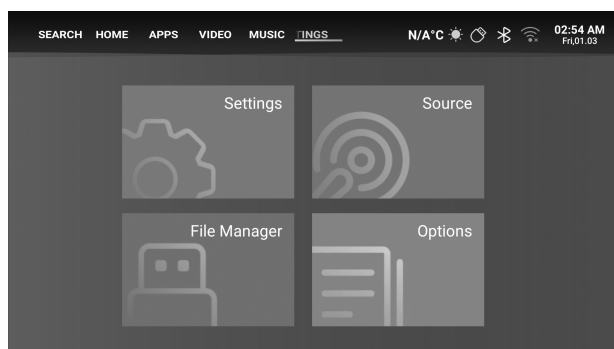 SEARCH HOME APPS VIDEO MUSIC TINGS N/A°C 02:54 AM
Fri,01.03
Settings Source
File Manager Options